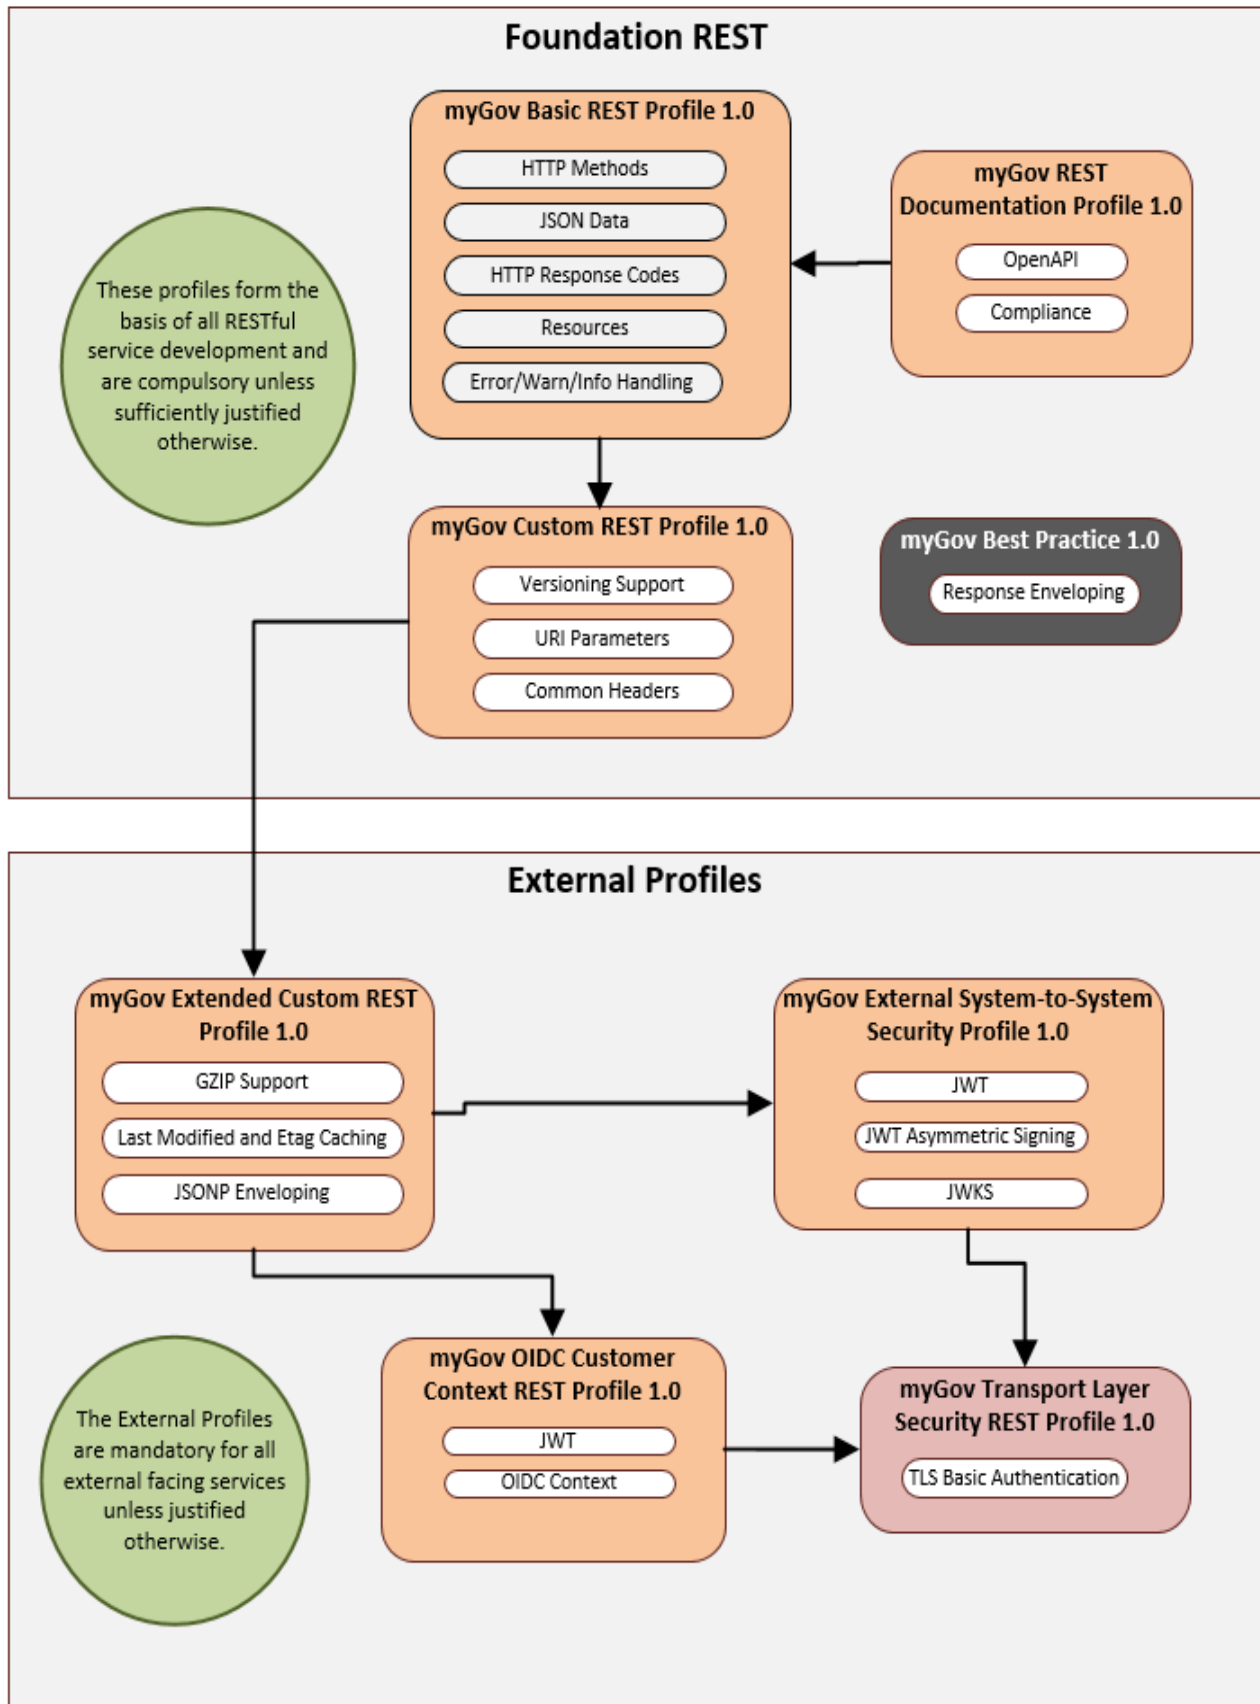 Foundation REST
myGov Basic REST Profile 1.0
HTTP Methods
JSON Data
HTTP Response Codes
Resources
Error/Warn/Info Handling
myGov REST
Documentation Profile 1.0
OpenAPI
Compliance
These profiles form the
basis of all RESTful
service development and
are compulsory unless
sufficiently justified
otherwise.
myGov Custom REST Profile 1.0
Versioning Support
URI Parameters
Common Headers
myGov Best Practice 1.0
Response Enveloping
External Profiles
myGov Extended Custom REST
Profile 1.0
GZIP Support
Last Modified and Etag Caching
JSONP Enveloping
myGov External System-to-System
Security Profile 1.0
JWT
JWT Asymmetric Signing
JWKS
The External Profiles
are mandatory for all
external facing services
unless justified
otherwise.
myGov OIDC Customer
Context REST Profile 1.0
JWT
OIDC Context
myGov Transport Layer
Security REST Profile 1.0
TLS Basic Authentication